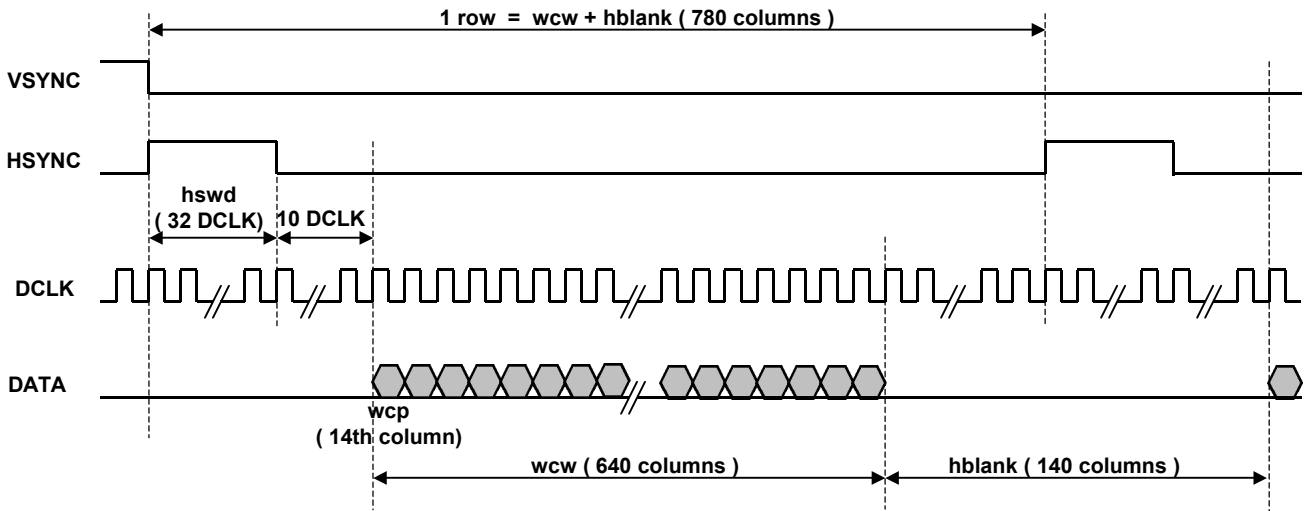 1 row = wcw + hblank ( 780 columns )
VSYNC
HSYNC
hswd
( 32 DCLK)
10 DCLK
DCLK
DATA
wcp
( 14th column)
wcw ( 640 columns )
hblank ( 140 columns )